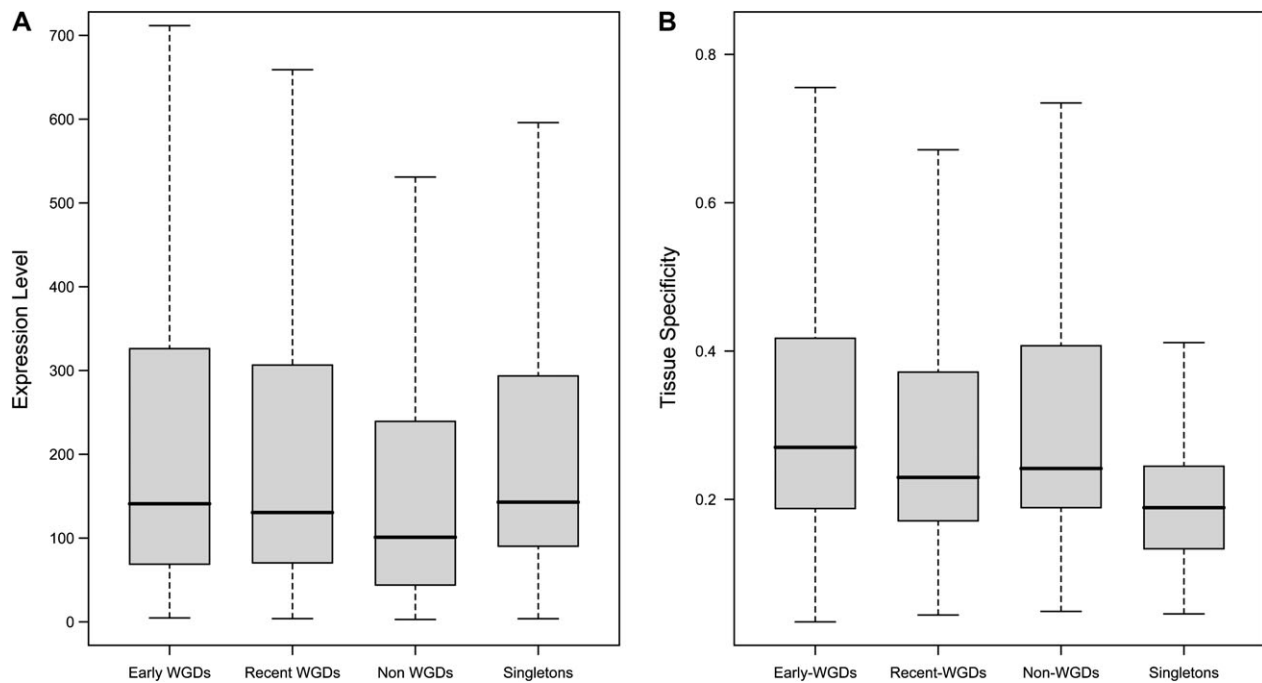 A
Expression Level
700
600
500
400
300
200
100
0
Early WGDs Recent WGDs Non WGDs Singletons
B
Tissue Specificity
0.8
0.6
0.4
0.2
Early-WGDs Recent-WGDs Non-WGDs Singletons